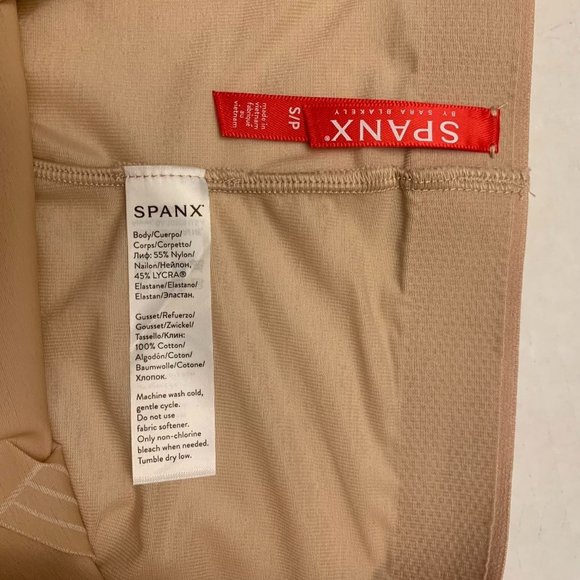 SPANX®
BY SARA BLAKELY
S/P
made in
vietnam
fabriqué
au
vietnam
SPANX®
Body/Cuerpo/
Corps/Corpetto/
Лиф: 55% Nylon/
Nailon/Нейлон,
45% LYCRA®
Elastane/Elastano/
Elastan/Эластан.
Gusset/Refuerzo/
Gousset/Zwickel/
Tassello/Клин:
100% Cotton/
Algodón/Coton/
Baumwolle/Cotone/
Хлопок.
Machine wash cold,
gentle cycle.
Do not use
fabric softener.
Only non-chlorine
bleach when needed.
Tumble dry low.